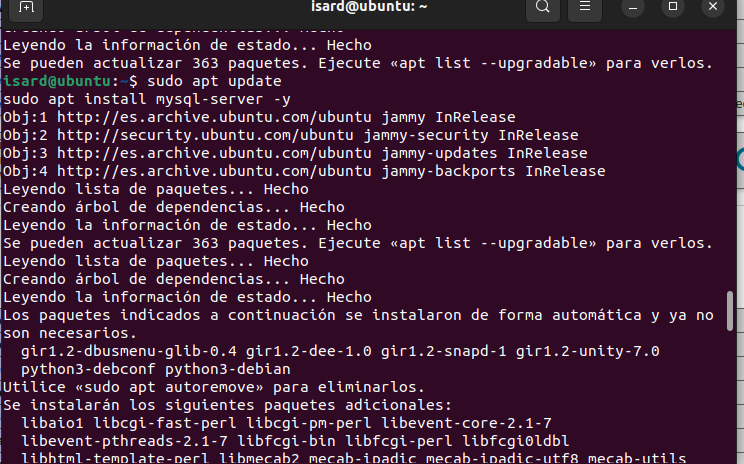 isard@ubuntu: ~
Leyendo la información de estado... Hecho
Se pueden actualizar 363 paquetes. Ejecute «apt list --upgradable» para verlos.
isard@ubuntu:~$ sudo apt update
sudo apt install mysql-server -y
Obj:1 http://es.archive.ubuntu.com/ubuntu jammy InRelease
Obj:2 http://security.ubuntu.com/ubuntu jammy-security InRelease
Obj:3 http://es.archive.ubuntu.com/ubuntu jammy-updates InRelease
Obj:4 http://es.archive.ubuntu.com/ubuntu jammy-backports InRelease
Leyendo lista de paquetes... Hecho
Creando árbol de dependencias... Hecho
Leyendo la información de estado... Hecho
Se pueden actualizar 363 paquetes. Ejecute «apt list --upgradable» para verlos.
Leyendo lista de paquetes... Hecho
Creando árbol de dependencias... Hecho
Leyendo la información de estado... Hecho
Los paquetes indicados a continuación se instalaron de forma automática y ya no
son necesarios.
  gir1.2-dbusmenu-glib-0.4 gir1.2-dee-1.0 gir1.2-snapd-1 gir1.2-unity-7.0
  python3-debconf python3-debian
Utilice «sudo apt autoremove» para eliminarlos.
Se instalarán los siguientes paquetes adicionales:
  libaio1 libcgi-fast-perl libcgi-pm-perl libevent-core-2.1-7
  libevent-pthreads-2.1-7 libfcgi-bin libfcgi-perl libfcgi0ldbl
  libhtml-template-perl libmecab2 mecab-ipadic mecab-ipadic-utf8 mecab-utils